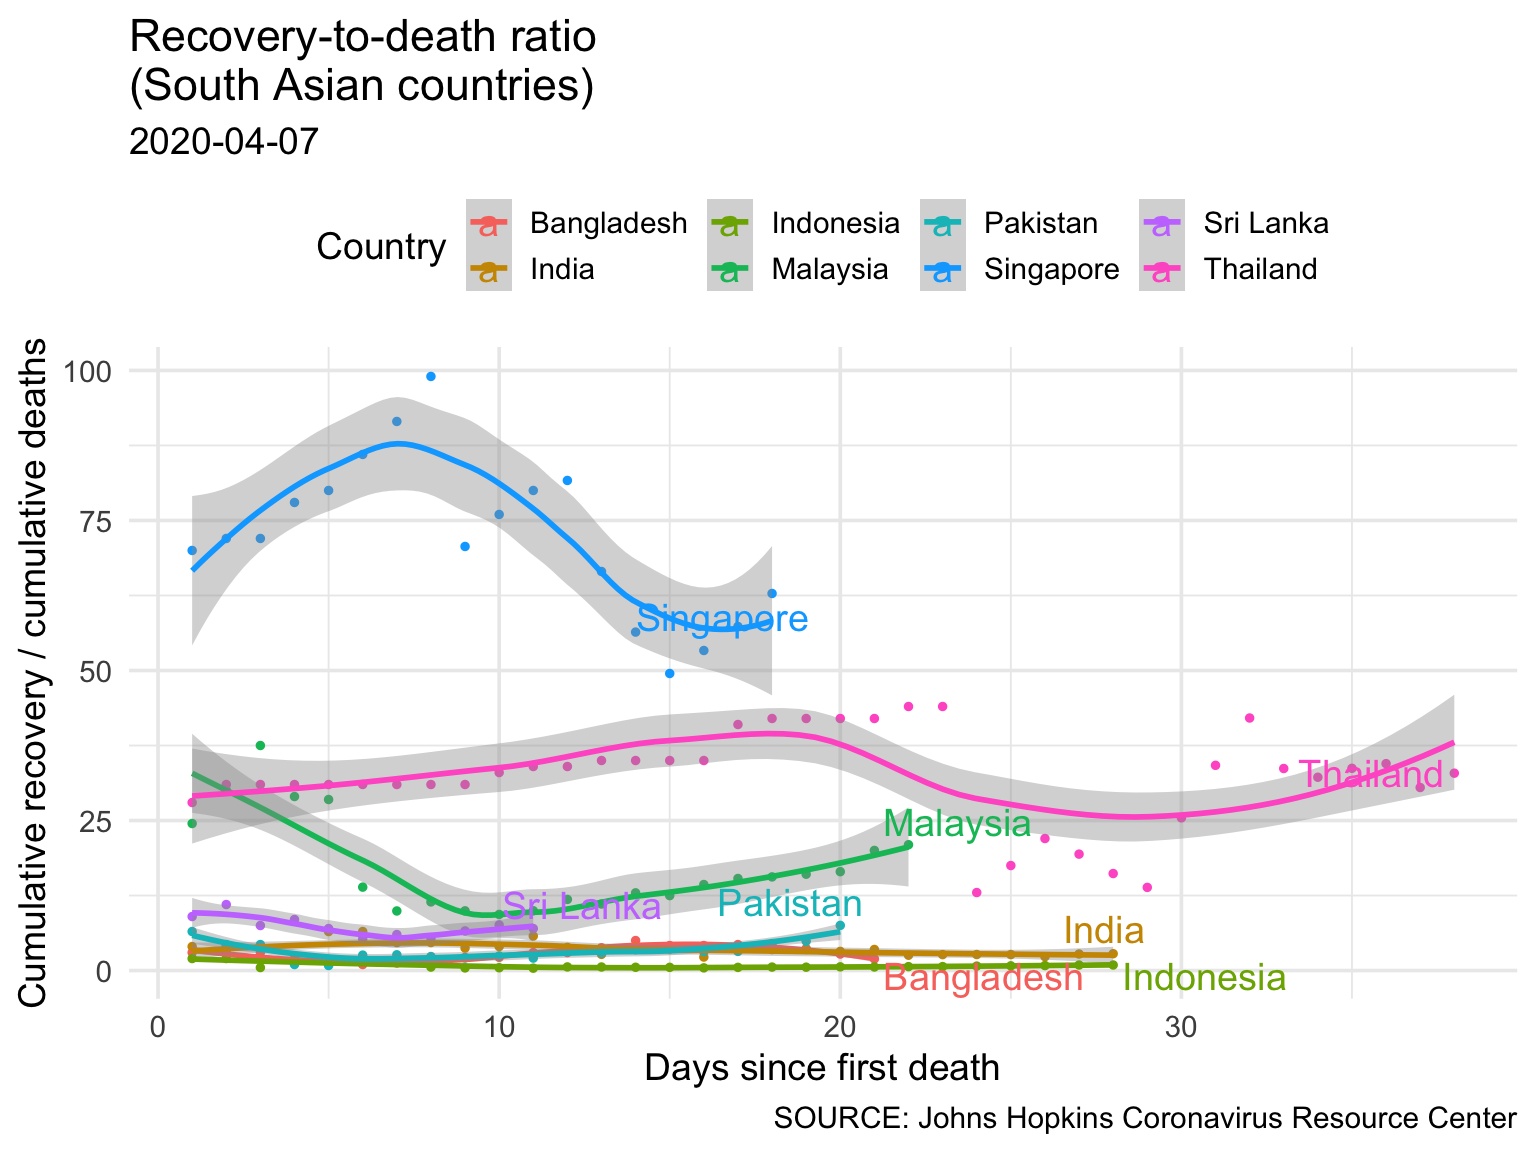 Recovery-to-death ratio
(South Asian countries)
2020-04-07
Country
a Bangladesh a Indonesia a Pakistan a Sri Lanka
a India a Malaysia a Singapore a Thailand
Cumulative recovery / cumulative deaths
100
75
50
25
0
Singapore
Thailand
Malaysia
Sri Lanka
Pakistan
India
Bangladesh
Indonesia
0 10 20 30
Days since first death
SOURCE: Johns Hopkins Coronavirus Resource Center